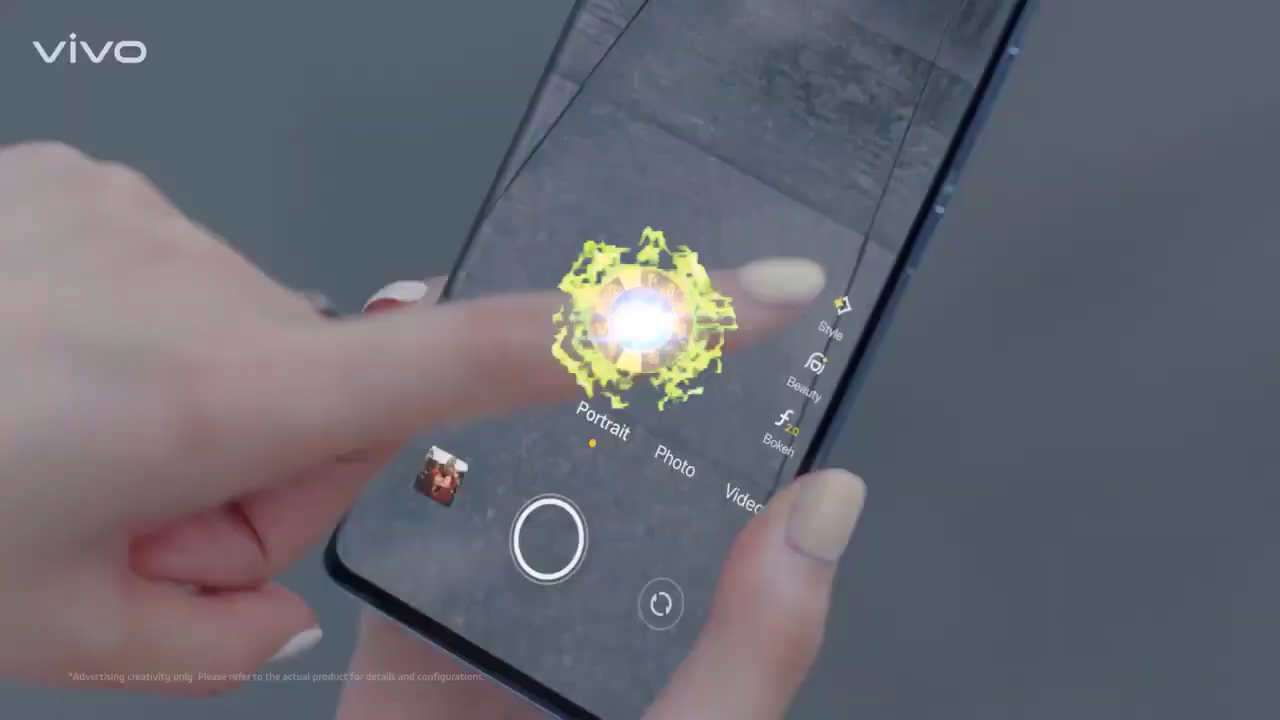 vivo
Style
Beauty
f2.0
Bokeh
Portrait
Photo
Video
*Advertising creativity only. Please refer to the actual product for details and configurations.